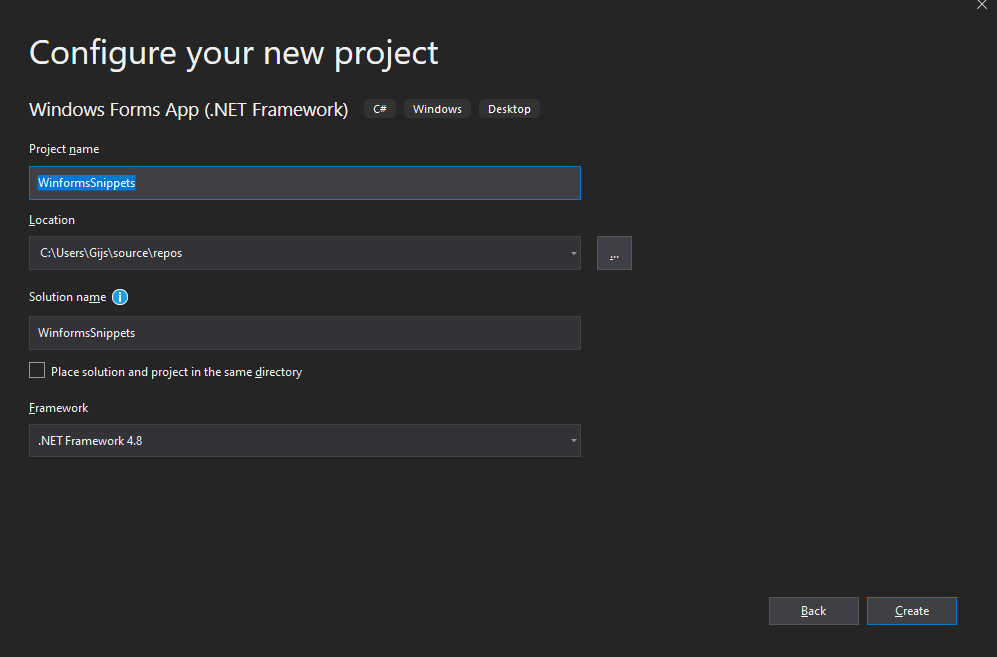 Configure your new project
Windows Forms App (.NET Framework) C# Windows Desktop
Project name
WinformsSnippets
Location
C:\Users\Gijs\source\repos
...
Solution name i
WinformsSnippets
Place solution and project in the same directory
Framework
.NET Framework 4.8
Back Create